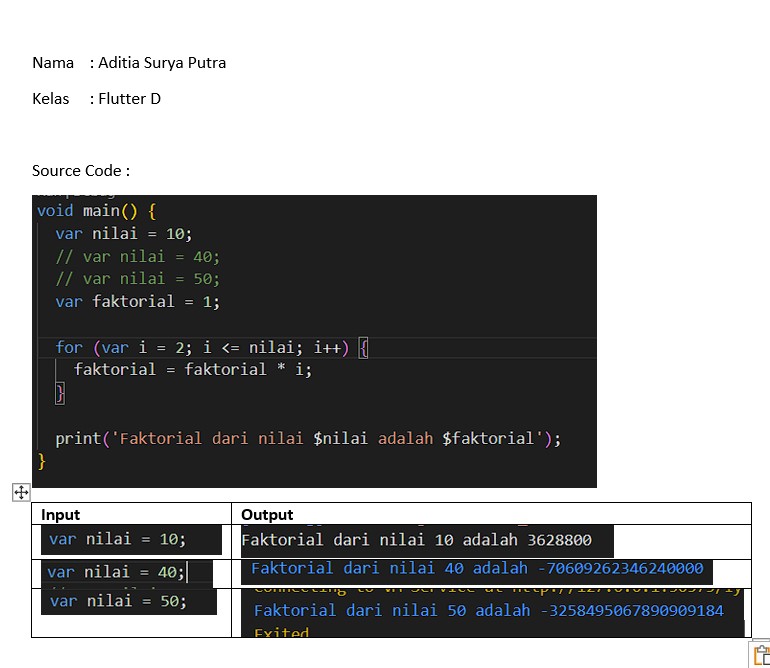 Nama : Aditia Surya Putra
Kelas : Flutter D
Source Code :
void main() {
var nilai = 10;
// var nilai = 40;
// var nilai = 50;
var faktorial = 1;
for (var i = 2; i <= nilai; i++) {
faktorial = faktorial * i;
}
print('Faktorial dari nilai $nilai adalah $faktorial');
}
Input Output
var nilai = 10; Faktorial dari nilai 10 adalah 3628800
var nilai = 40; Faktorial dari nilai 40 adalah -70609262346240000
var nilai = 50; Faktorial dari nilai 50 adalah -3258495067890909184
Exited